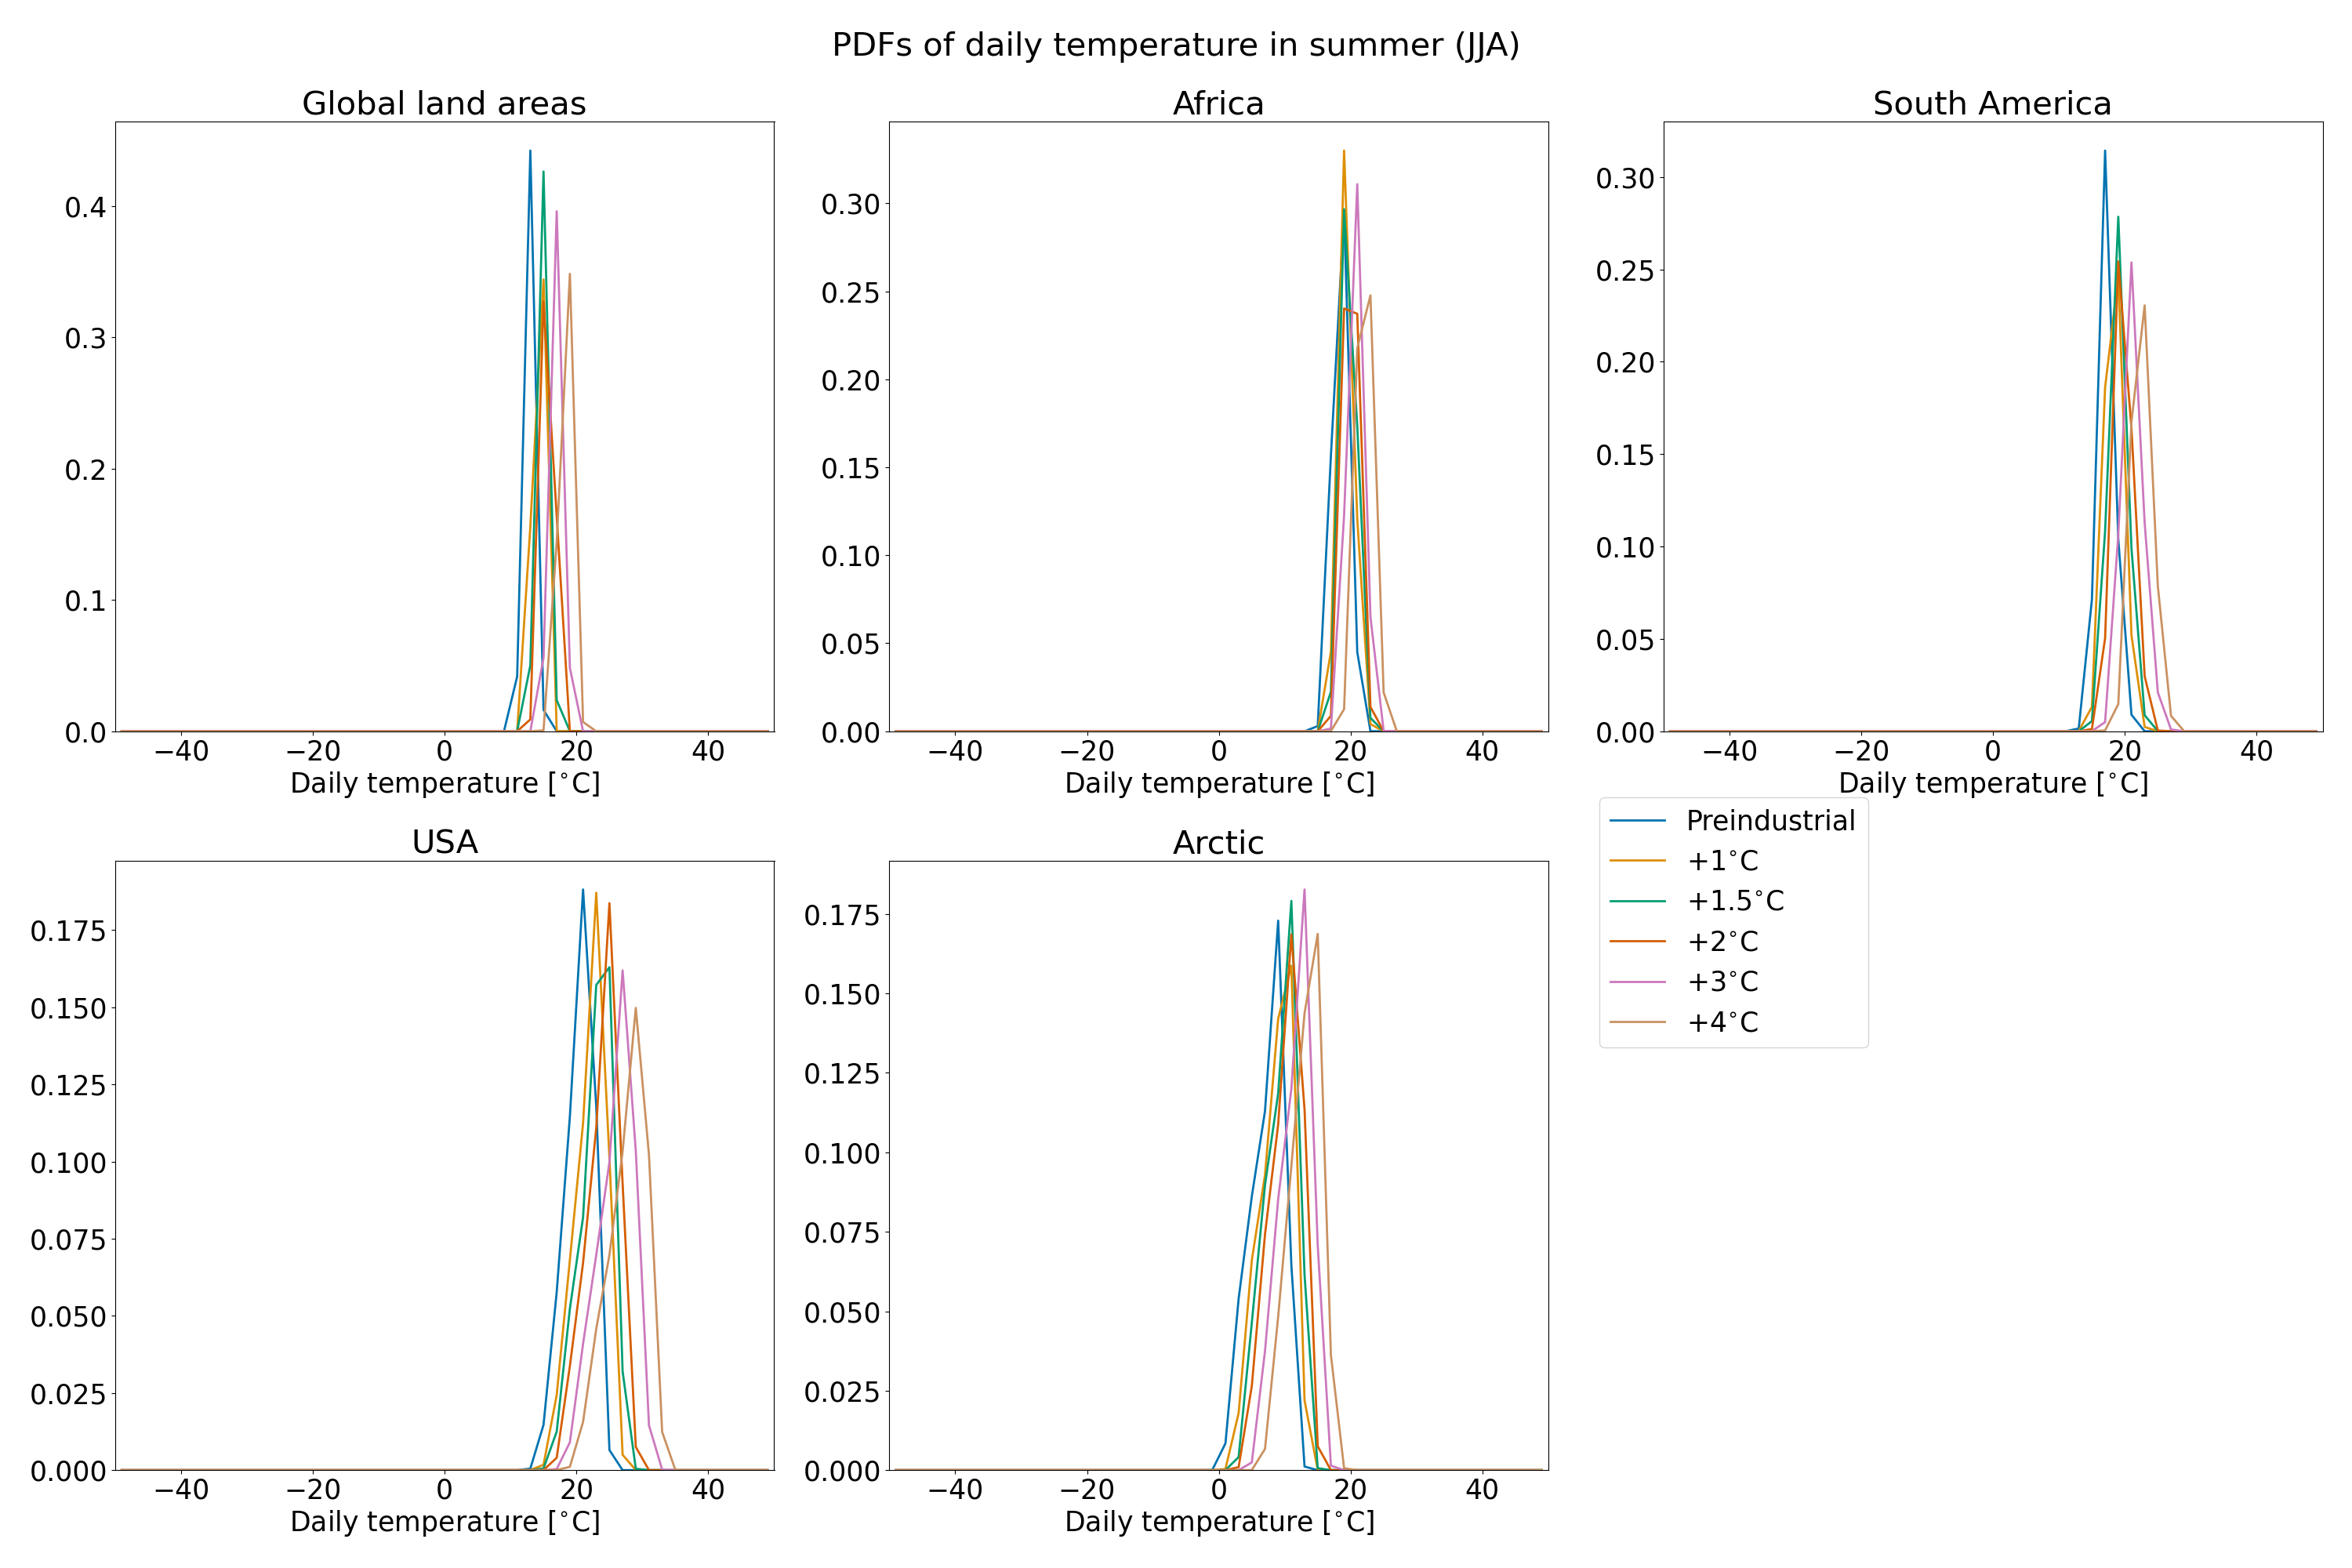 PDFs of daily temperature in summer (JJA)
Global land areas
0.4
0.3
0.2
0.1
0.0
−40 −20 0 20 40
Daily temperature [°C]
Africa
0.30
0.25
0.20
0.15
0.10
0.05
0.00
−40 −20 0 20 40
Daily temperature [°C]
South America
0.30
0.25
0.20
0.15
0.10
0.05
0.00
−40 −20 0 20 40
Daily temperature [°C]
USA
0.175
0.150
0.125
0.100
0.075
0.050
0.025
0.000
−40 −20 0 20 40
Daily temperature [°C]
Arctic
0.175
0.150
0.125
0.100
0.075
0.050
0.025
0.000
−40 −20 0 20 40
Daily temperature [°C]
Preindustrial
+1°C
+1.5°C
+2°C
+3°C
+4°C